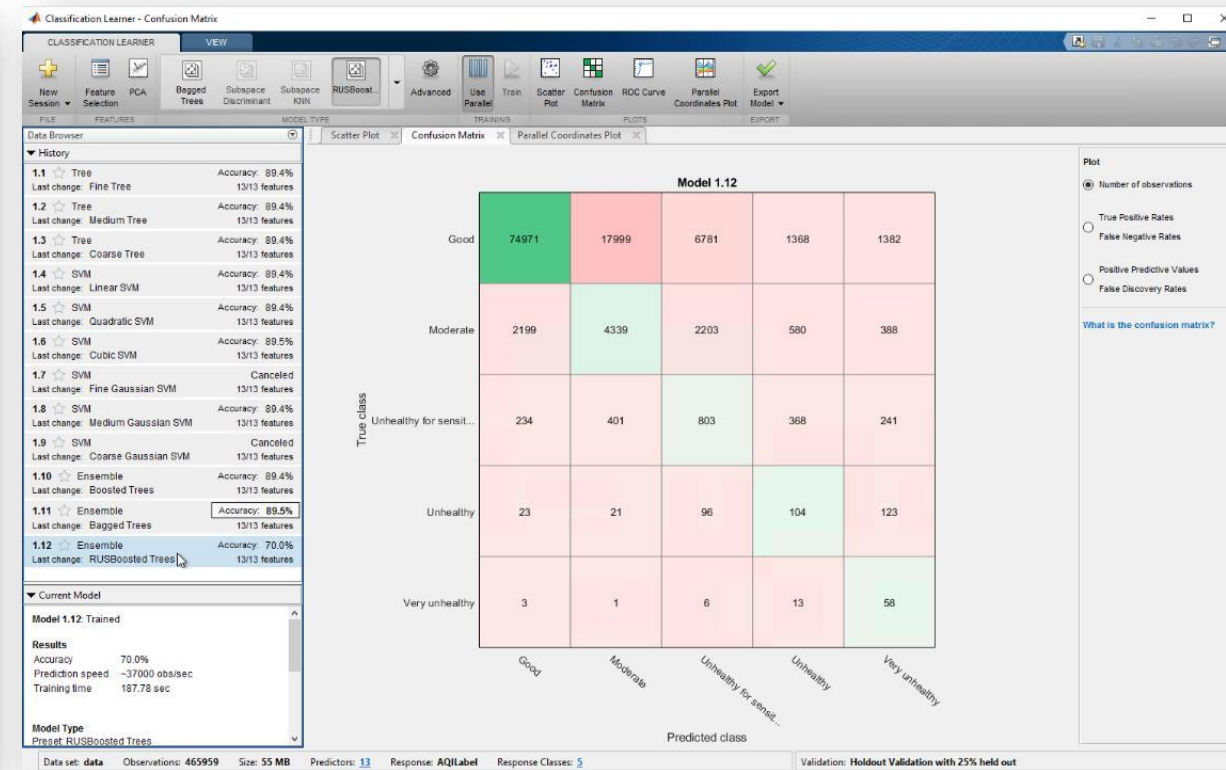 Classification Learner - Confusion Matrix
CLASSIFICATION LEARNER VIEW
New Session
Feature Selection
PCA
Bagged Trees
Subspace Discriminant
Subspace KNN
RUSBoost...
Advanced
Use Parallel
Train
Scatter Plot
Confusion Matrix
ROC Curve
Parallel Coordinates Plot
Export Model
FILE FEATURES MODEL TYPE TRAINING PLOTS EXPORT
Data Browser
Scatter Plot Confusion Matrix Parallel Coordinates Plot
History
1.1 Tree Accuracy: 89.4%
Last change: Fine Tree 13/13 features
1.2 Tree Accuracy: 89.4%
Last change: Medium Tree 13/13 features
1.3 Tree Accuracy: 89.4%
Last change: Coarse Tree 13/13 features
1.4 SVM Accuracy: 89.4%
Last change: Linear SVM 13/13 features
1.5 SVM Accuracy: 89.4%
Last change: Quadratic SVM 13/13 features
1.6 SVM Accuracy: 89.5%
Last change: Cubic SVM 13/13 features
1.7 SVM Canceled
Last change: Fine Gaussian SVM 13/13 features
1.8 SVM Accuracy: 89.4%
Last change: Medium Gaussian SVM 13/13 features
1.9 SVM Canceled
Last change: Coarse Gaussian SVM 13/13 features
1.10 Ensemble Accuracy: 89.4%
Last change: Boosted Trees 13/13 features
1.11 Ensemble Accuracy: 89.5%
Last change: Bagged Trees 13/13 features
1.12 Ensemble Accuracy: 70.0%
Last change: RUSBoosted Trees 13/13 features
Current Model
Model 1.12: Trained
Results
Accuracy 70.0%
Prediction speed ~37000 obs/sec
Training time 187.78 sec
Model Type
Preset: RUSBoosted Trees
Model 1.12
True class
Good 74971 17999 6781 1368 1382
Moderate 2199 4339 2203 580 388
Unhealthy for sensit... 234 401 803 368 241
Unhealthy 23 21 96 104 123
Very unhealthy 3 1 6 13 58
Good Moderate Unhealthy for sensit... Unhealthy Very unhealthy
Predicted class
Plot
Number of observations
True Positive Rates
False Negative Rates
Positive Predictive Values
False Discovery Rates
What is the confusion matrix?
Data set: data Observations: 465959 Size: 55 MB Predictors: 13 Response: AQILabel Response Classes: 5 Validation: Holdout Validation with 25% held out